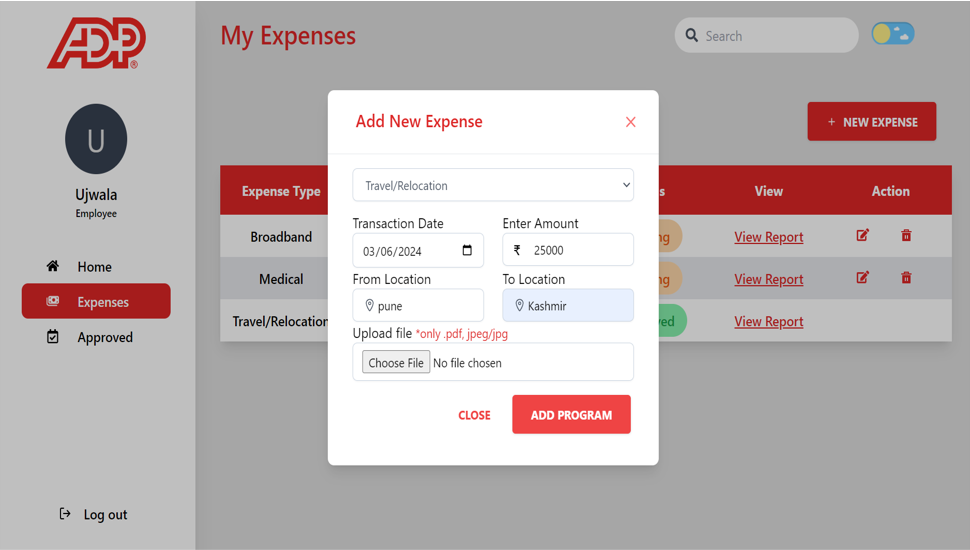 ADP
®
My Expenses
Search
U
Ujwala
Employee
Home
Expenses
Approved
Log out
+ NEW EXPENSE
Expense Type
View
Action
Broadband
View Report
Medical
View Report
Travel/Relocation
View Report
Add New Expense
Travel/Relocation
Transaction Date
Enter Amount
03/06/2024
₹ 25000
From Location
To Location
pune
Kashmir
Upload file *only .pdf, jpeg/jpg
Choose File No file chosen
CLOSE
ADD PROGRAM